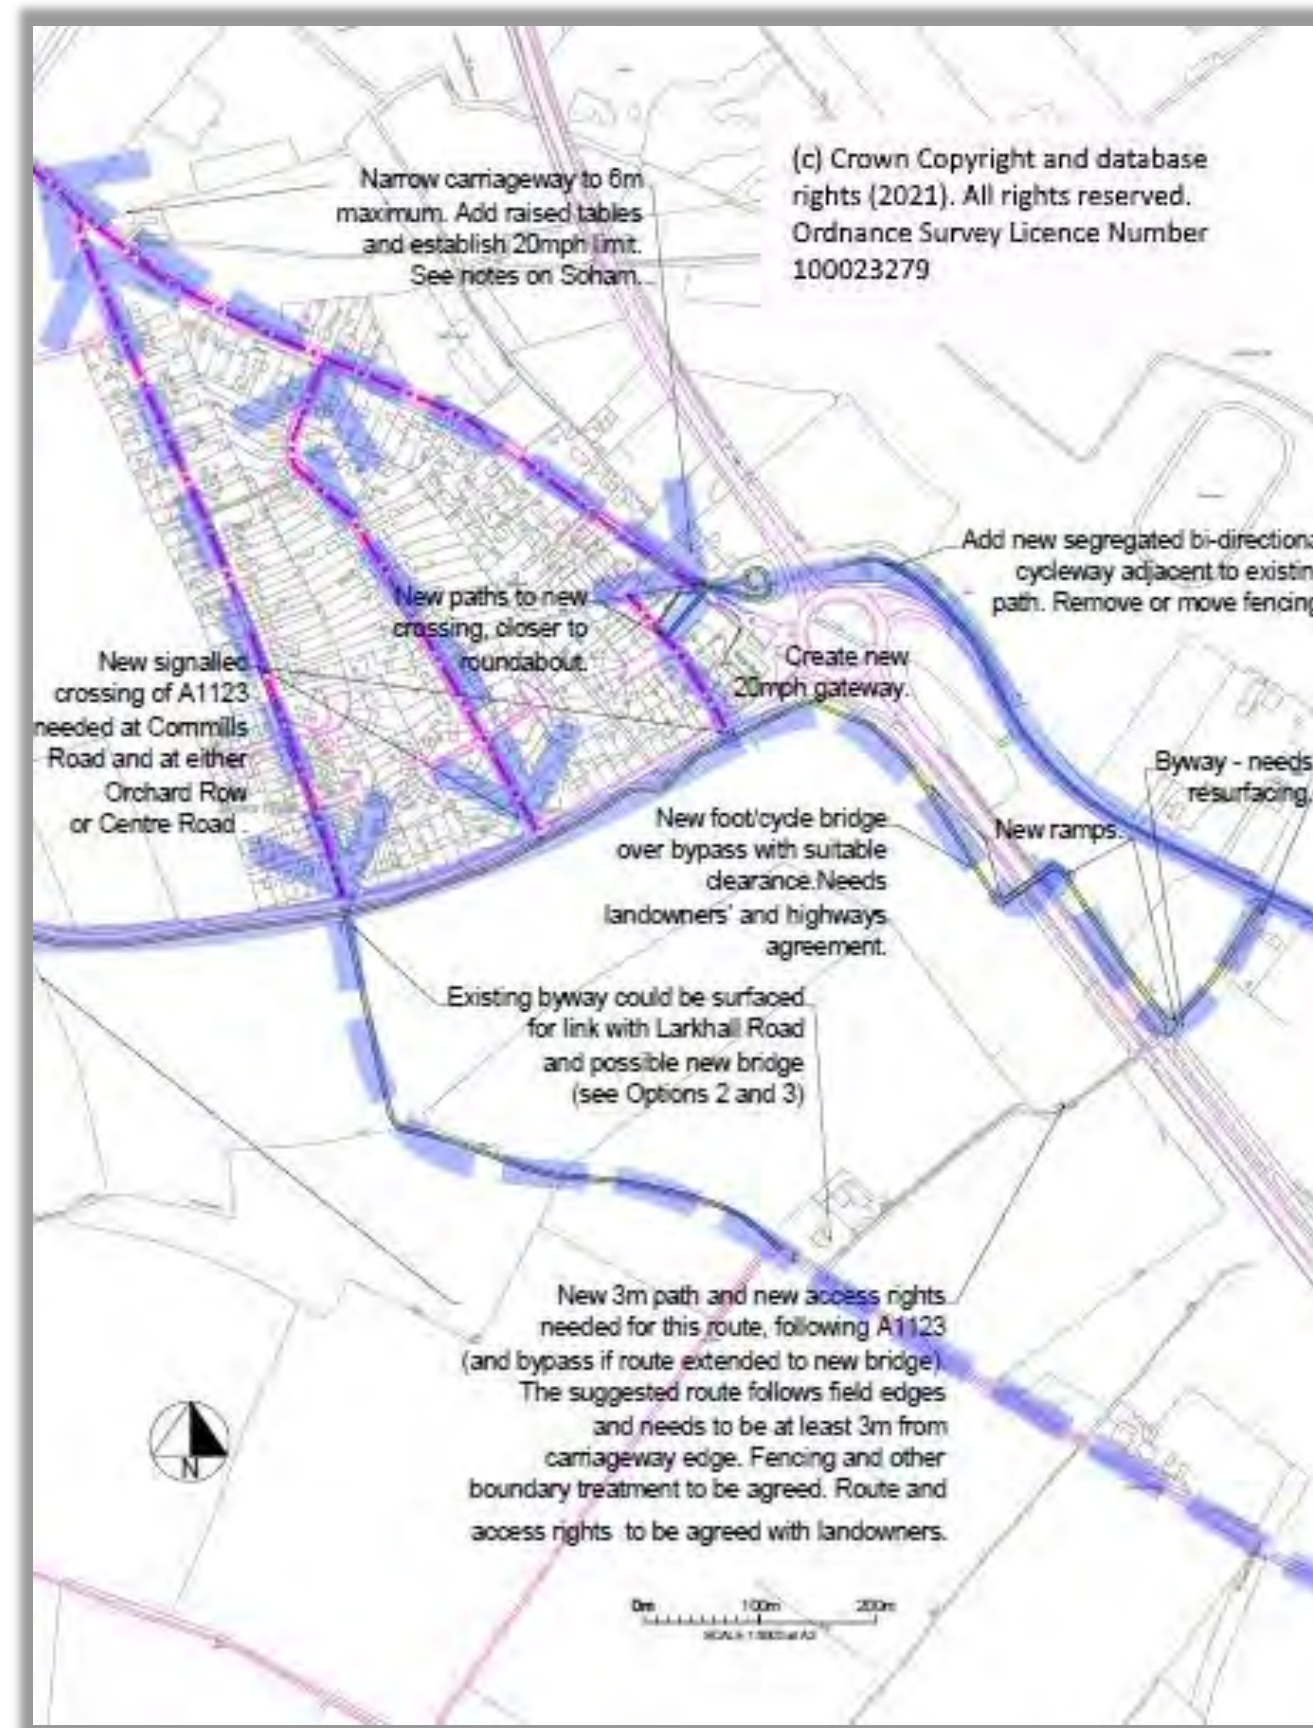 (c) Crown Copyright and database
rights (2021). All rights reserved.
Ordnance Survey Licence Number
100023279
Narrow carriageway to 6m
maximum. Add raised tables
and establish 20mph limit.
See notes on Soham.
Add new segregated bi-directiona
cycleway adjacent to existin
path. Remove or move fencing
New paths to new
crossing, closer to
roundabout.
Create new
20mph gateway.
New signalled
crossing of A1123
needed at Cornmills
Road and at either
Orchard Row
or Centre Road.
Byway - needs
resurfacing.
New foot/cycle bridge
over bypass with suitable
clearance.Needs
landowners' and highways
agreement.
New ramps.
Existing byway could be surfaced
for link with Larkhall Road
and possible new bridge
(see Options 2 and 3)
New 3m path and new access rights
needed for this route, following A1123
(and bypass if route extended to new bridge)
The suggested route follows field edges
and needs to be at least 3m from
carriageway edge. Fencing and other
boundary treatment to be agreed. Route and
access rights to be agreed with landowners.
N
0m 100m 200m